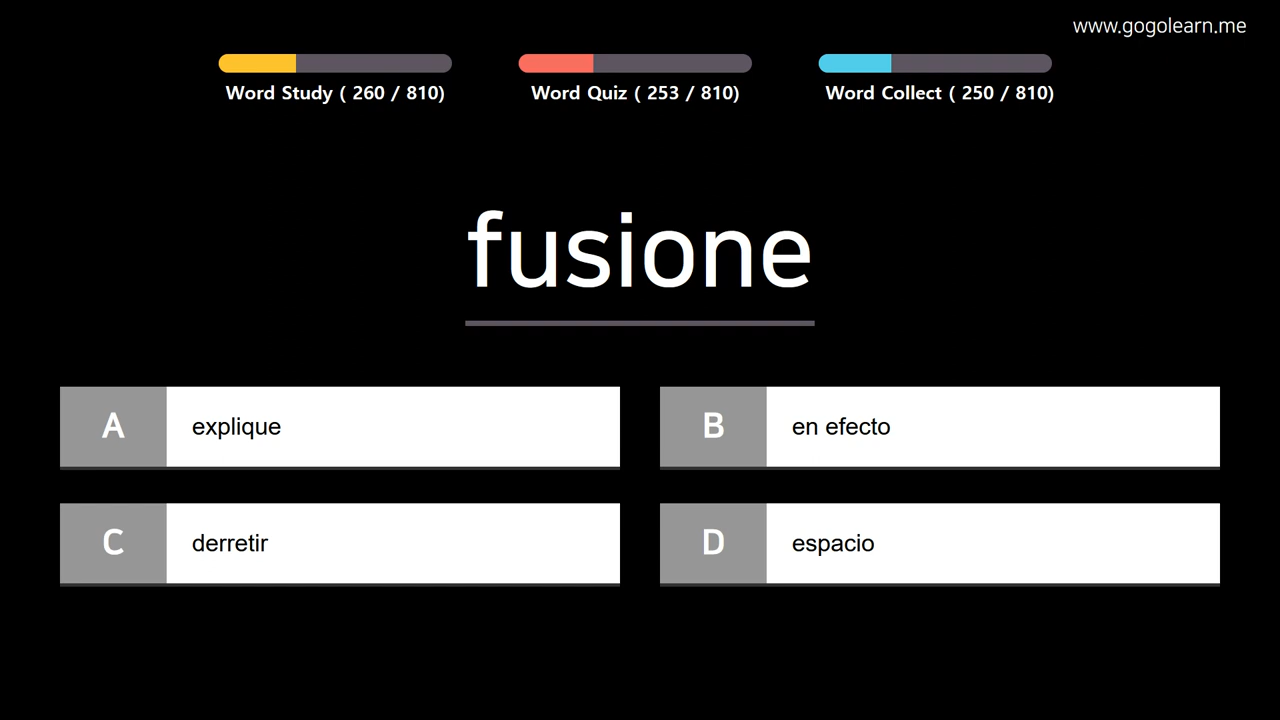 www.gogolearn.me
Word Study ( 260 / 810)
Word Quiz ( 253 / 810)
Word Collect ( 250 / 810)
fusione
A explique
B en efecto
C derretir
D espacio